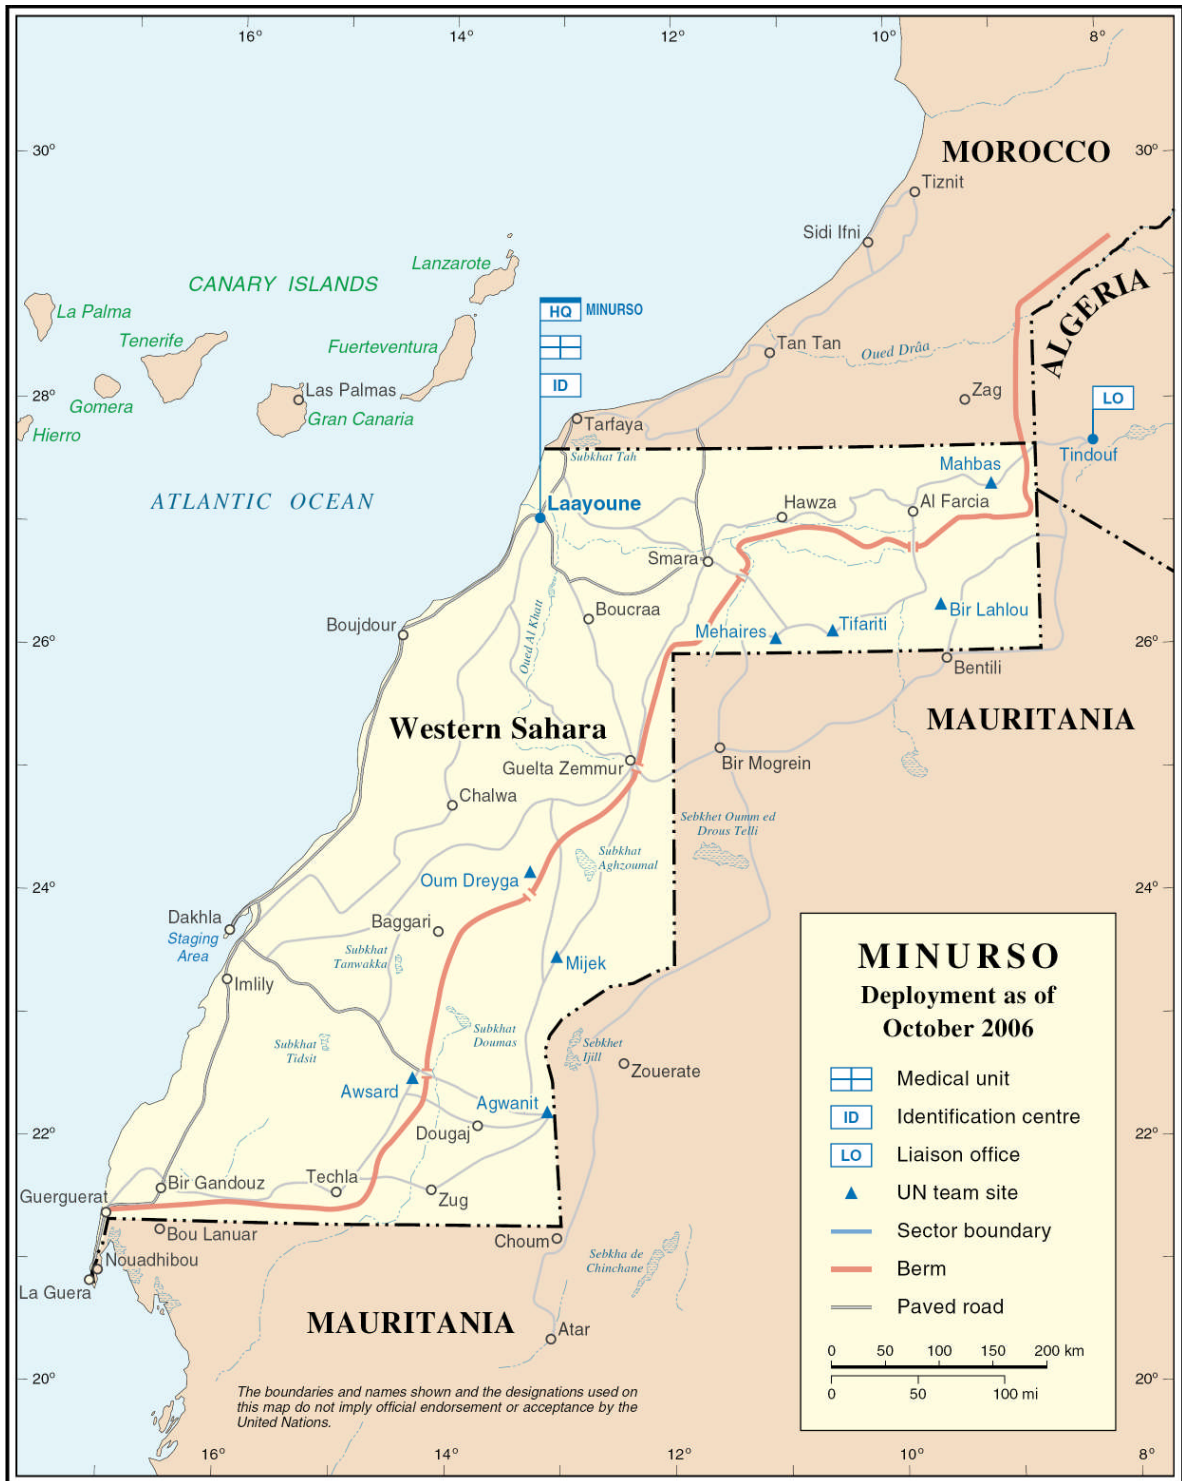 16°
14°
12°
10°
8°
30°
MOROCCO
30°
Tiznit
Sidi Ifni
Lanzarote
CANARY ISLANDS
La Palma
Tenerife
Fuerteventura
HQ
MINURSO
ID
ALGERIA
Tan Tan
Oued Drâa
28°
Gomera
Hierro
Las Palmas
Gran Canaria
Zag
LO
Tarfaya
Subkhat Tah
Tindouf
Mahbas
ATLANTIC OCEAN
Laayoune
Hawza
Al Farcia
Smara
Boucraa
Oued Al Khatt
Bir Lahlou
Boujdour
Mehaires
Tifariti
26°
26°
Bentili
Western Sahara
MAURITANIA
Guelta Zemmur
Bir Mogrein
Chalwa
Sebkhet Oumm ed
Drous Telli
Subkhat
Aghzoumal
Oum Dreyga
24°
24°
Dakhla
Staging
Area
Baggari
Subkhat
Tanwakka
Mijek
Imlily
Subkhat
Doumas
Subkhat
Tidsit
Sebkhet
Ijill
Zouerate
Awsard
Agwanit
Dougaj
22°
22°
Bir Gandouz
Techla
Zug
Guerguerat
Bou Lanuar
Choum
Nouadhibou
La Guera
Sebkha de
Chinchane
MAURITANIA
Atar
20°
20°
MINURSO
Deployment as of
October 2006
Medical unit
ID Identification centre
LO Liaison office
UN team site
Sector boundary
Berm
Paved road
0 50 100 150 200 km
0 50 100 mi
The boundaries and names shown and the designations used on
this map do not imply official endorsement or acceptance by the
United Nations.
16°
14°
12°
10°
8°